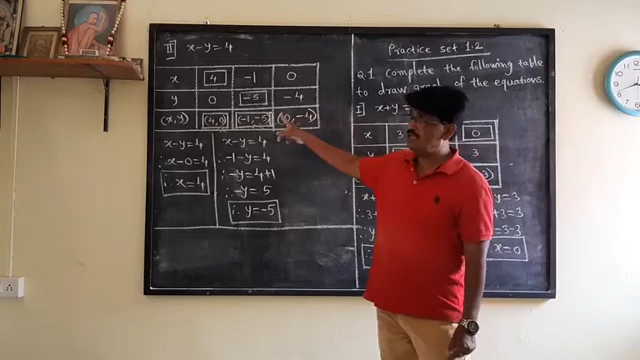 II] x-y=4
x 4 -1 0
y 0 -5 -4
(x,y) (4,0) (-1,-5) (0,-4)
x-y=4
∴x-0=4
∴x=4
x-y=4
∴-1-y=4
∴-y=4+1
∴-y=5
∴y=-5
Practice set 1.2
Q.1 Complete the following table
to draw graph of the equations.
I] x+y=
x 3 0
y 3
3)
x+
y=3
∴3+
+3=3
∴y
=3-3
∴x=0